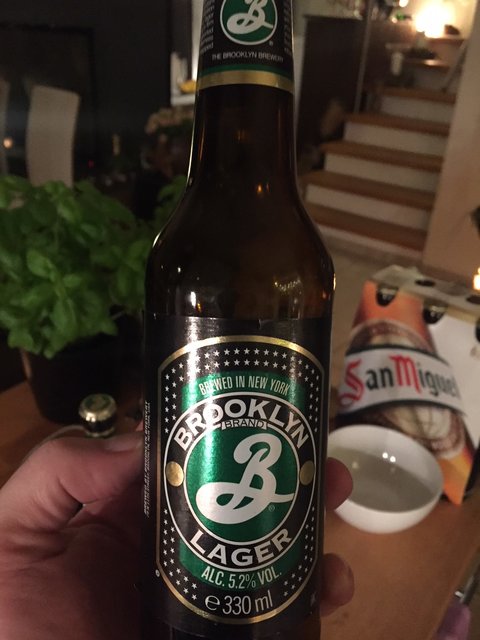 B
®
THE BROOKLYN BREWERY
BREWED IN NEW YORK
BROOKLYN
BRAND
B
®
LAGER
ALC. 5.2% VOL.
e 330 ml
San Miguel